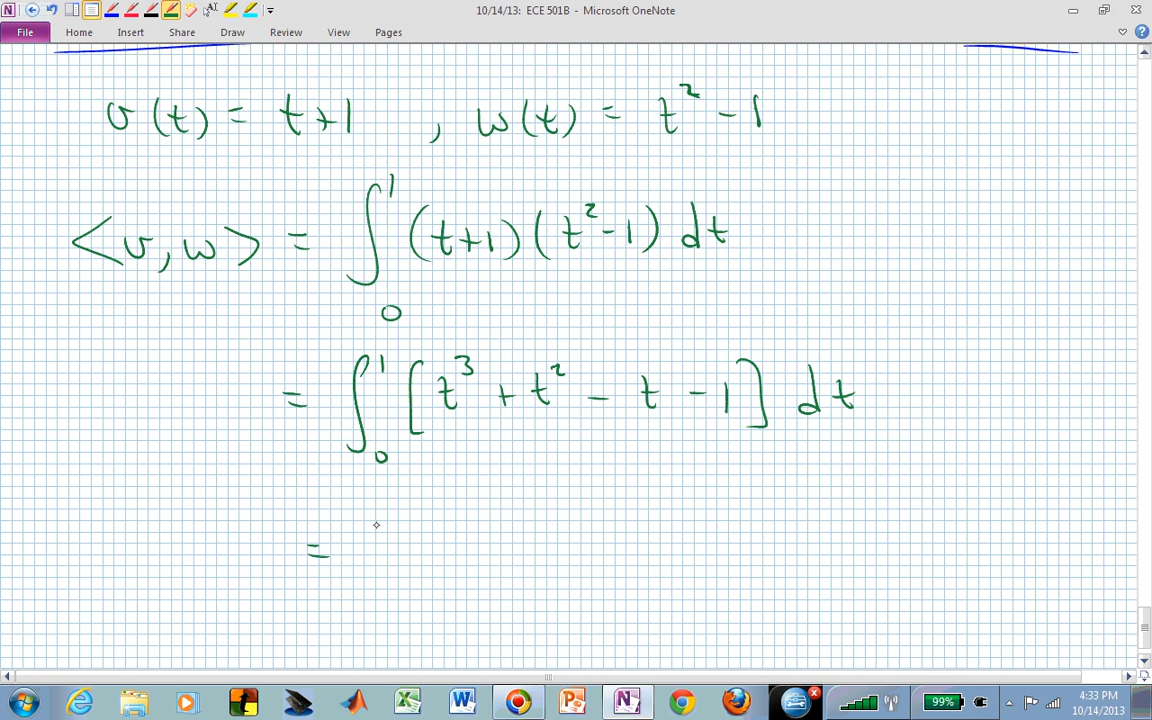 10/14/13: ECE 501B - Microsoft OneNote
File Home Insert Share Draw Review View Pages
v(t) = t+1 , w(t) = t² - 1
<v,w> = ∫₀¹ (t+1)(t²-1) dt
= ∫₀¹ [t³ + t² - t - 1] dt
=
99%
4:33 PM
10/14/2013